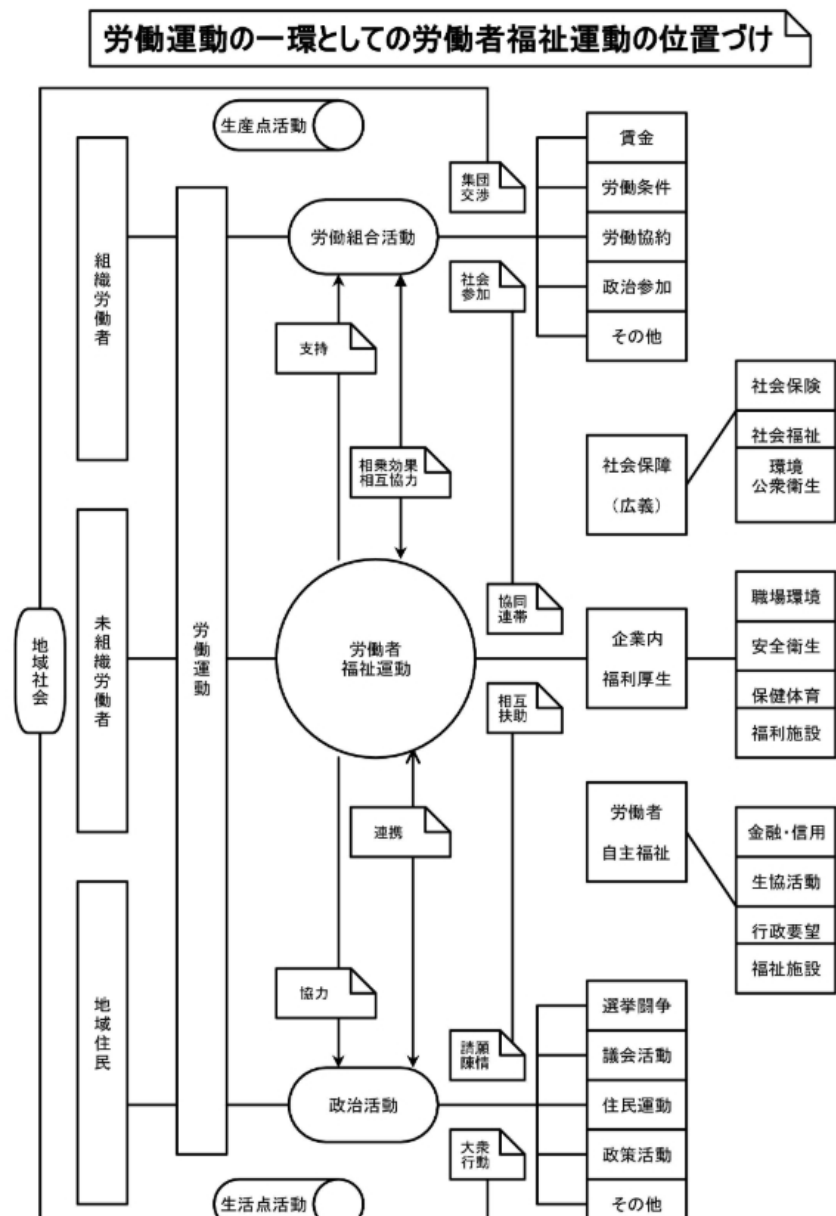 労働運動の一環としての労働者福祉運動の位置づけ
生産点活動
集団
交渉
賃金
労働条件
労働組合活動
労働協約
社会
参加
政治参加
その他
組織労働者
支持
相乗効果
相互協力
社会保障
(広義)
社会保険
社会福祉
環境
公衆衛生
地域社会
未組織労働者
労働運動
労働者
福祉運動
協同
連帯
企業内
福利厚生
相互
扶助
職場環境
安全衛生
保健体育
福利施設
連携
労働者
自主福祉
金融・信用
生協活動
行政要望
福祉施設
地域住民
協力
請願
陳情
選挙闘争
議会活動
政治活動
住民運動
大衆
行動
政策活動
その他
生活点活動